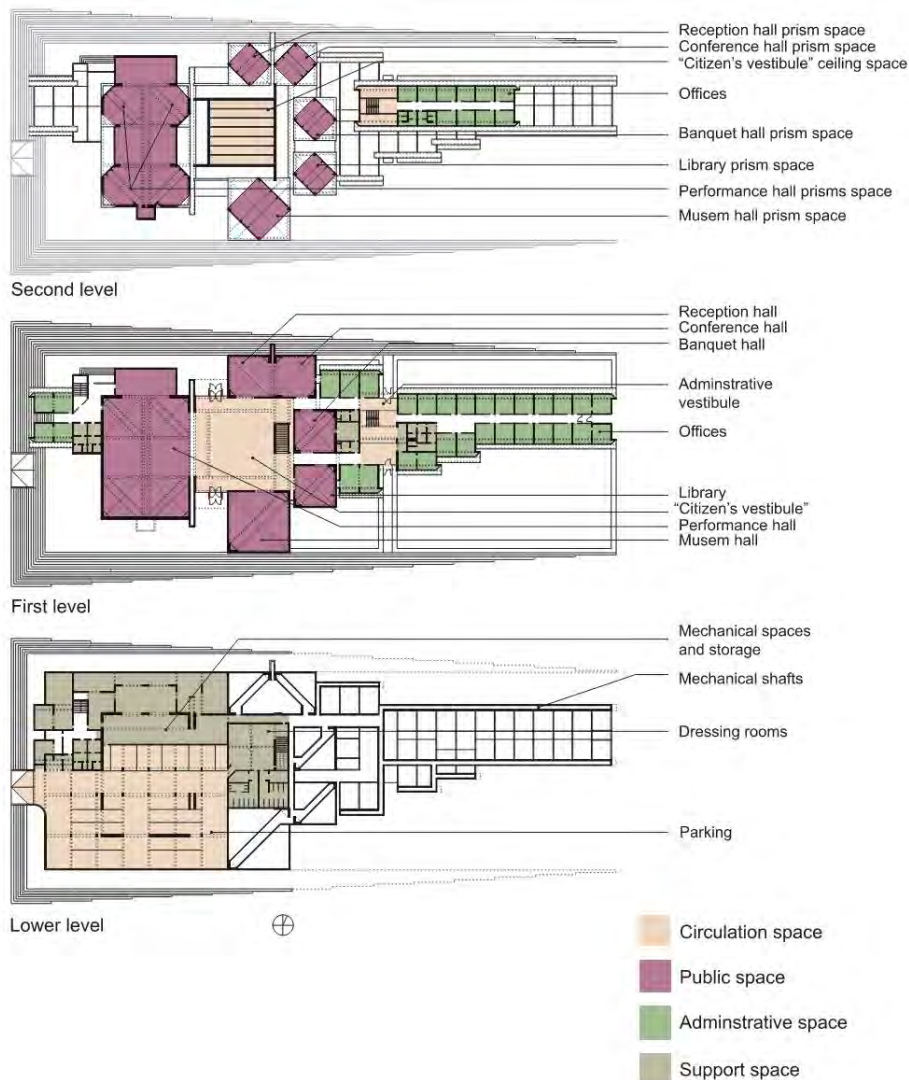 Reception hall prism space
Conference hall prism space
“Citizen’s vestibule” ceiling space
Offices
Banquet hall prism space
Library prism space
Performance hall prisms space
Musem hall prism space
Second level
Reception hall
Conference hall
Banquet hall
Adminstrative
vestibule
Offices
Library
“Citizen’s vestibule”
Performance hall
Musem hall
First level
Mechanical spaces
and storage
Mechanical shafts
Dressing rooms
Parking
Lower level
Circulation space
Public space
Adminstrative space
Support space